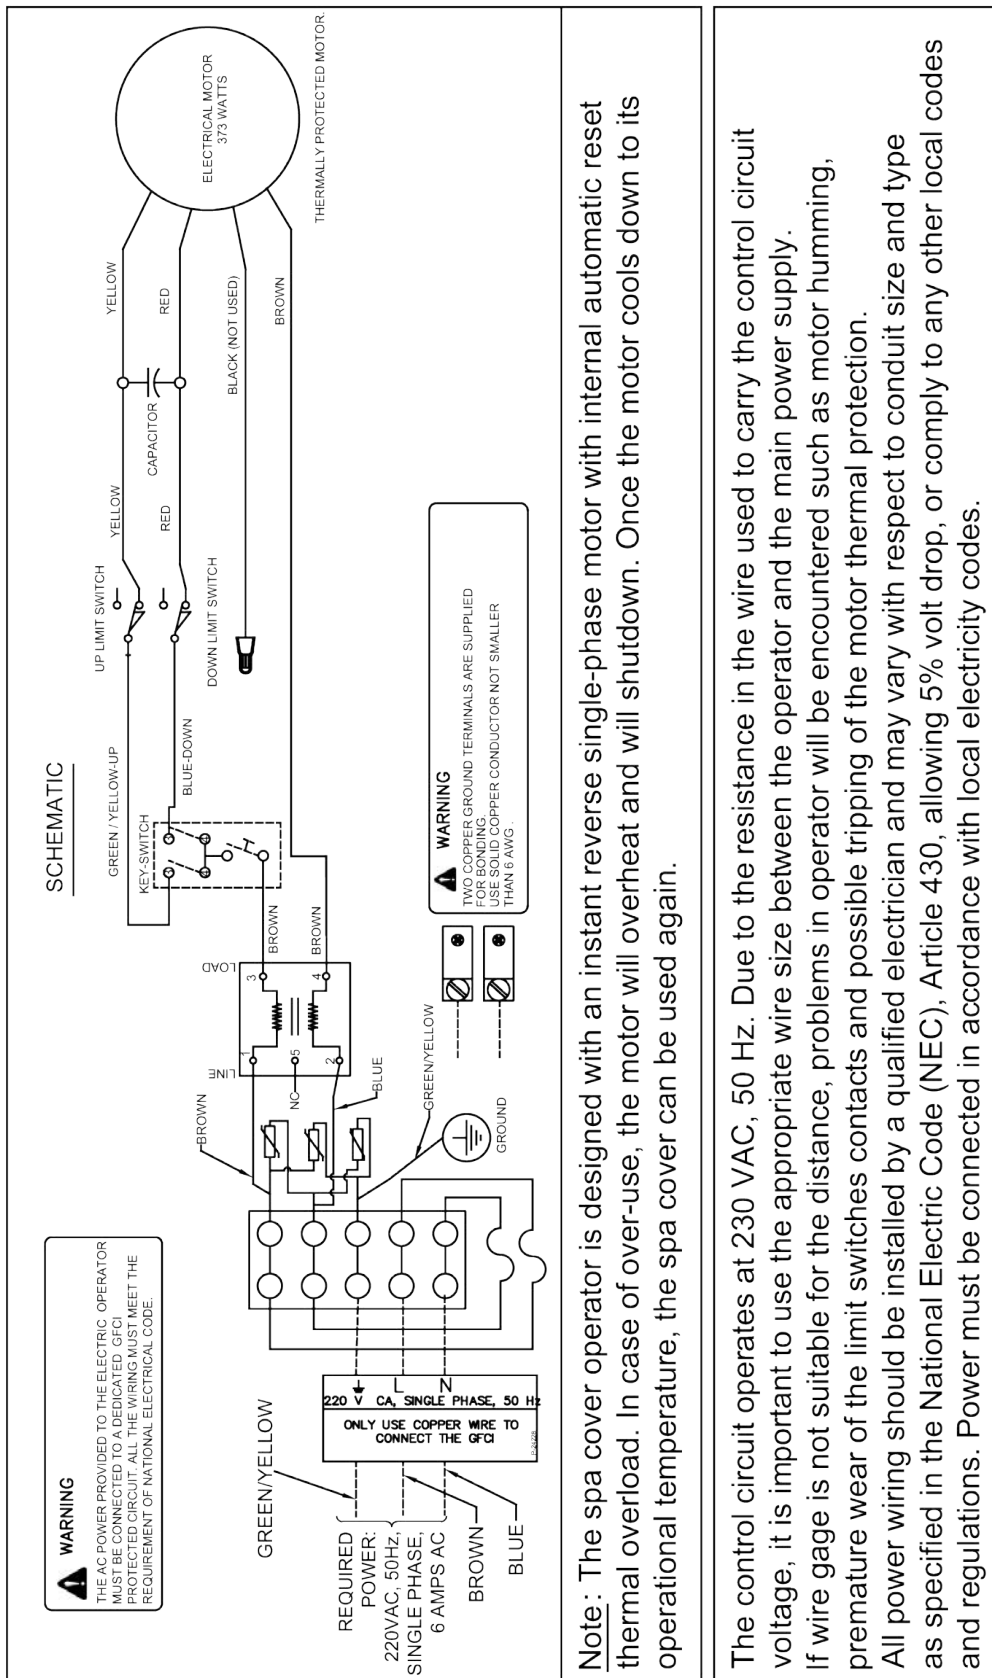 SCHEMATIC
WARNING
THE AC POWER PROVIDED TO THE ELECTRIC OPERATOR
MUST BE CONNECTED TO A DEDICATED GFCI
PROTECTED CIRCUIT. ALL THE WIRING MUST MEET THE
REQUIREMENT OF NATIONAL ELECTRICAL CODE.
GREEN/YELLOW
REQUIRED
POWER:
220VAC, 50Hz,
SINGLE PHASE,
6 AMPS AC
BROWN
BLUE
L
N
220 V CA, SINGLE PHASE, 50 Hz
ONLY USE COPPER WIRE TO
CONNECT THE GFCI
BROWN
NC
BLUE
GREEN/YELLOW
GROUND
LINE
LOAD
1
5
2
3
4
BROWN
BROWN
KEY-SWITCH
GREEN / YELLOW-UP
BLUE-DOWN
UP LIMIT SWITCH
DOWN LIMIT SWITCH
YELLOW
RED
CAPACITOR
YELLOW
RED
BLACK (NOT USED)
BROWN
ELECTRICAL MOTOR
373 WATTS
THERMALLY PROTECTED MOTOR.
WARNING
TWO COPPER GROUND TERMINALS ARE SUPPLIED
FOR BONDING.
USE SOLID COPPER CONDUCTOR NOT SMALLER
THAN 6 AWG .
Note : The spa cover operator is designed with an instant reverse single-phase motor with internal automatic reset
thermal overload. In case of over-use, the motor will overheat and will shutdown. Once the motor cools down to its
operational temperature, the spa cover can be used again.
The control circuit operates at 230 VAC, 50 Hz. Due to the resistance in the wire used to carry the control circuit
voltage, it is important to use the appropriate wire size between the operator and the main power supply.
If wire gage is not suitable for the distance, problems in operator will be encountered such as motor humming,
premature wear of the limit switches contacts and possible tripping of the motor thermal protection.
All power wiring should be installed by a qualified electrician and may vary with respect to conduit size and type
as specified in the National Electric Code (NEC), Article 430, allowing 5% volt drop, or comply to any other local codes
and regulations. Power must be connected in accordance with local electricity codes.